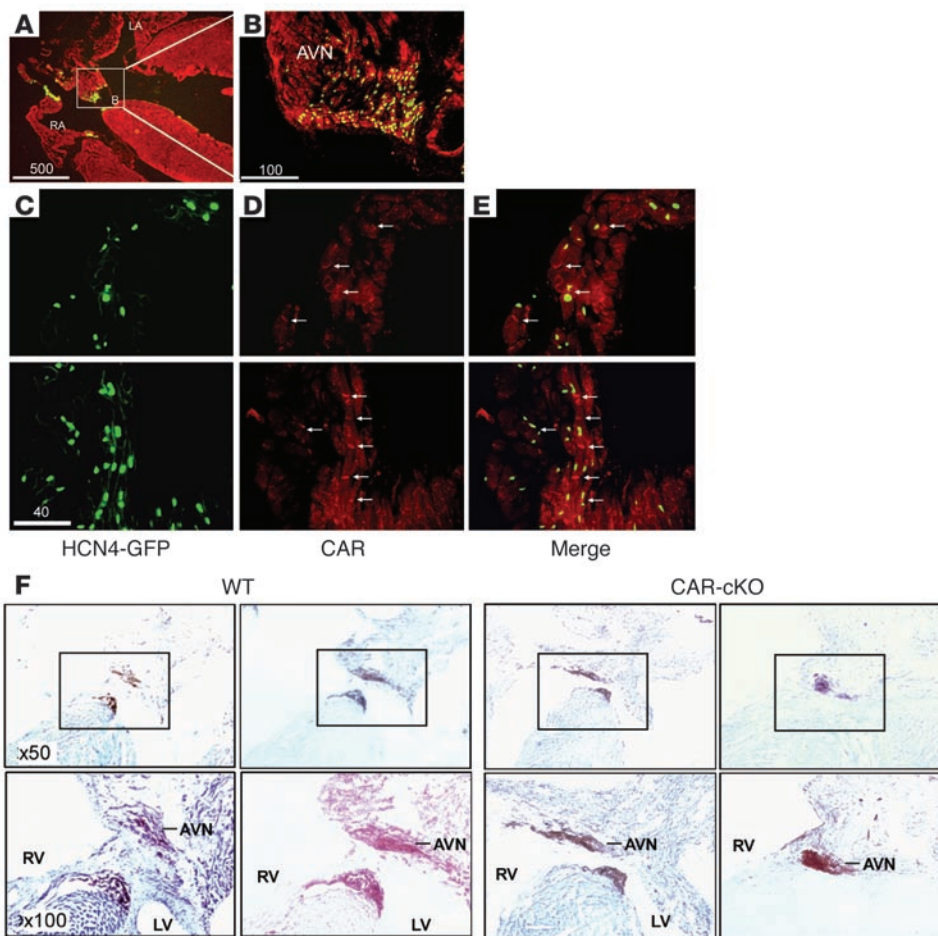 A
LA
B
RA
500
B
AVN
100
C
D
E
40
HCN4-GFP
CAR
Merge
F
WT
CAR-cKO
x50
AVN
RV
x100
LV
AVN
RV
LV
AVN
RV
LV
RV
AVN